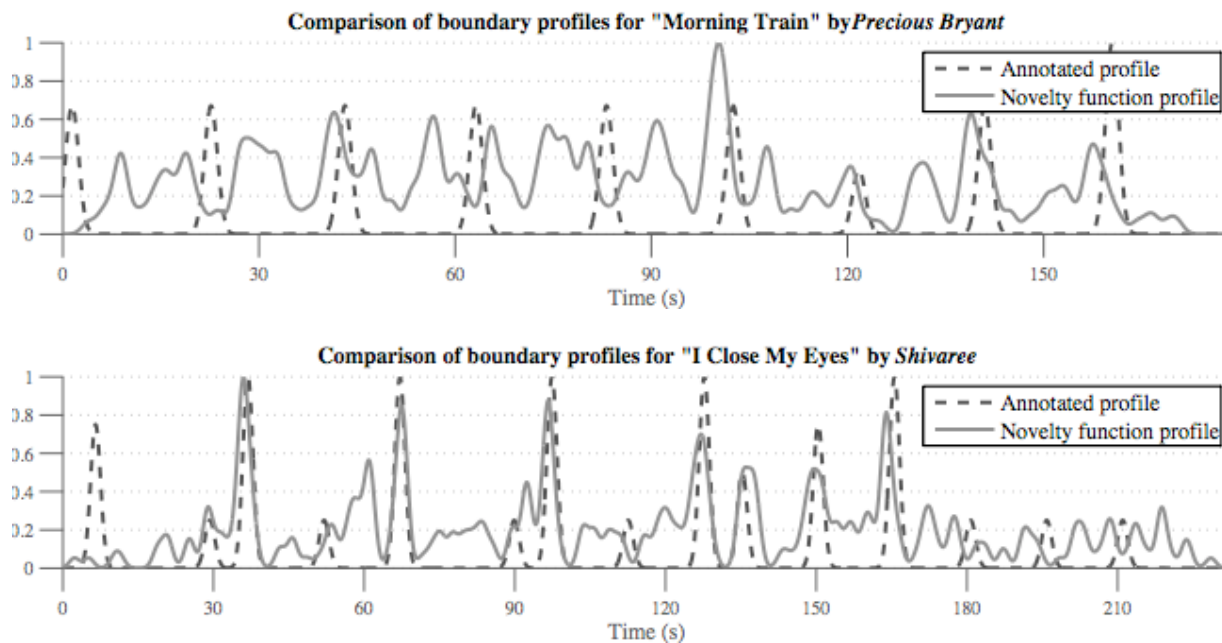 Comparison of boundary profiles for "Morning Train" by Precious Bryant
1
0.8
0.6
0.4
0.2
0
Annotated profile
Novelty function profile
0 30 60 90 120 150
Time (s)
Comparison of boundary profiles for "I Close My Eyes" by Shivaree
1
0.8
0.6
0.4
0.2
0
Annotated profile
Novelty function profile
0 30 60 90 120 150 180 210
Time (s)